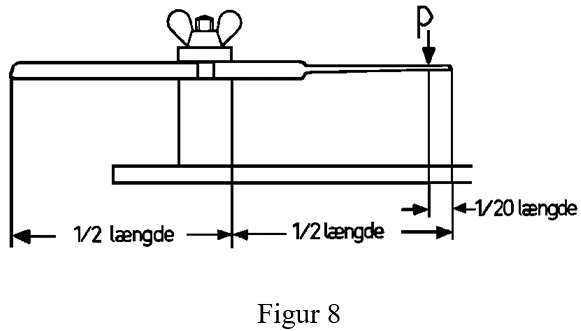 P
1/20 længde
1/2 længde
1/2 længde
Figur 8